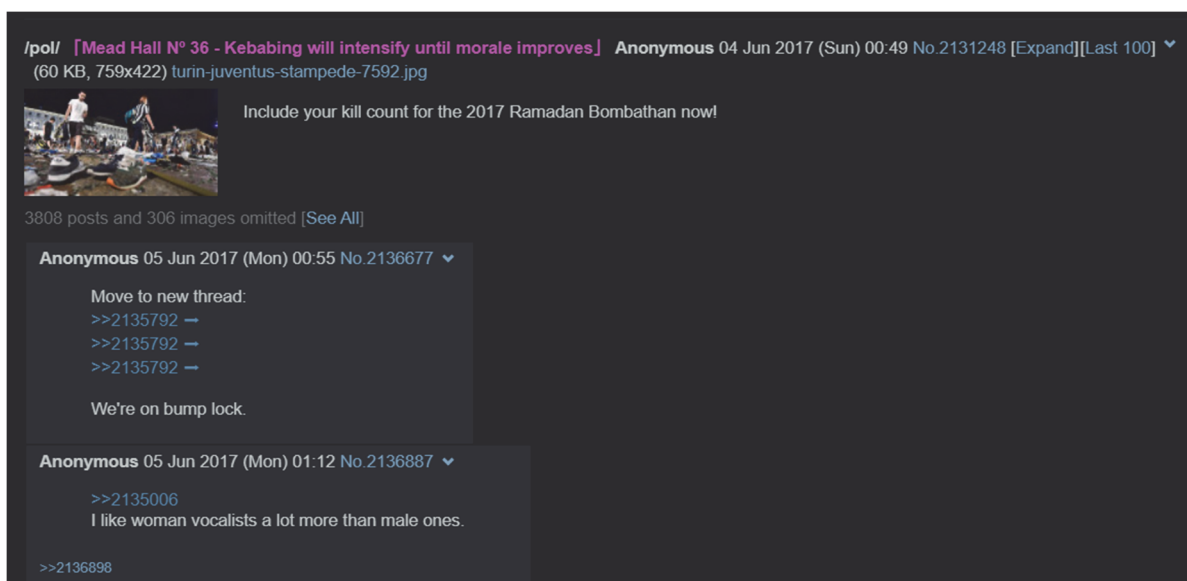 /pol/ 「Mead Hall Nº 36 - Kebabing will intensify until morale improves」 Anonymous 04 Jun 2017 (Sun) 00:49 No.2131248 [Expand][Last 100]
(60 KB, 759x422) turin-juventus-stampede-7592.jpg
Include your kill count for the 2017 Ramadan Bombathan now!
3808 posts and 306 images omitted [See All]
Anonymous 05 Jun 2017 (Mon) 00:55 No.2136677
Move to new thread:
>>2135792 →
>>2135792 →
>>2135792 →
We're on bump lock.
Anonymous 05 Jun 2017 (Mon) 01:12 No.2136887
>>2135006
I like woman vocalists a lot more than male ones.
>>2136898